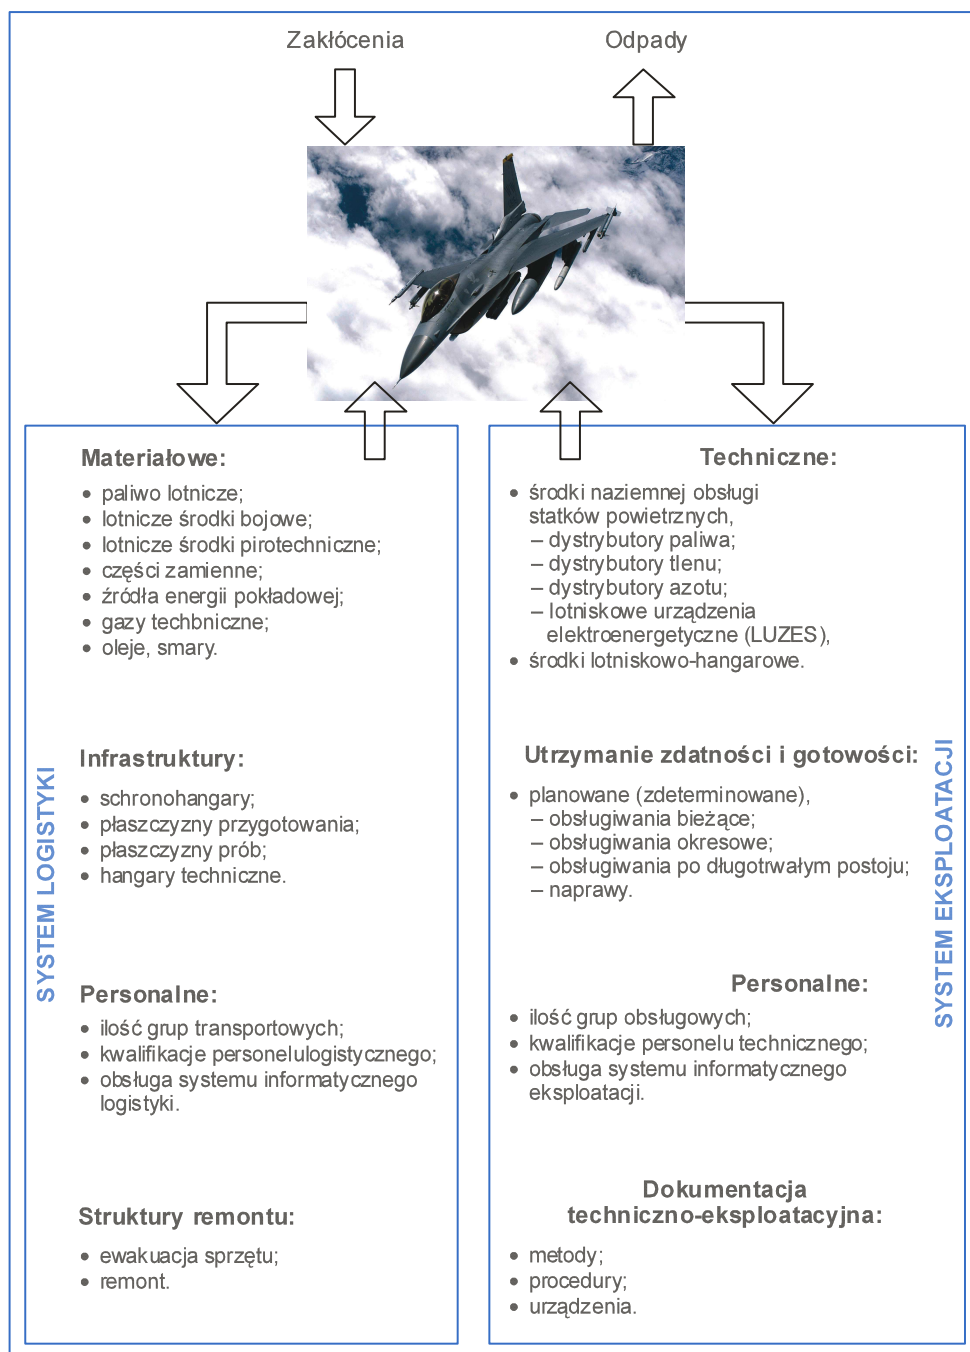 Zakłócenia
Odpady
Materiałowe:
• paliwo lotnicze;
• lotnicze środki bojowe;
• lotnicze środki pirotechniczne;
• części zamienne;
• źródła energii pokładowej;
• gazy techbniczne;
• oleje, smary.
Infrastruktury:
• schronohangary;
• płaszczyzny przygotowania;
• płaszczyzny prób;
• hangary techniczne.
Personalne:
• ilość grup transportowych;
• kwalifikacje personelulogistycznego;
• obsługa systemu informatycznego
logistyki.
Struktury remontu:
• ewakuacja sprzętu;
• remont.
SYSTEM LOGISTYKI
Techniczne:
• środki naziemnej obsługi
statków powietrznych,
– dystrybutory paliwa;
– dystrybutory tlenu;
– dystrybutory azotu;
– lotniskowe urządzenia
elektroenergetyczne (LUZES),
• środki lotniskowo-hangarowe.
Utrzymanie zdatności i gotowości:
• planowane (zdeterminowane),
– obsługiwania bieżące;
– obsługiwania okresowe;
– obsługiwania po długotrwałym postoju;
– naprawy.
Personalne:
• ilość grup obsługowych;
• kwalifikacje personelu technicznego;
• obsługa systemu informatycznego
eksploatacji.
Dokumentacja
techniczno-eksploatacyjna:
• metody;
• procedury;
• urządzenia.
SYSTEM EKSPLOATACJI